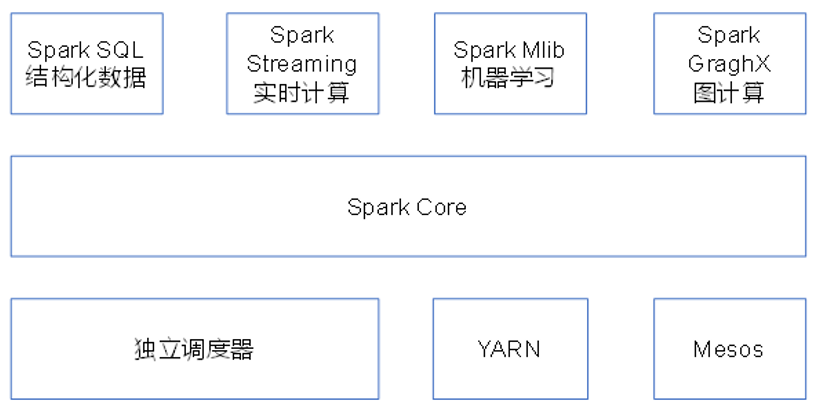 Spark SQL
结构化数据
Spark
Streaming
实时计算
Spark Mlib
机器学习
Spark
GraghX
图计算
Spark Core
独立调度器
YARN
Mesos